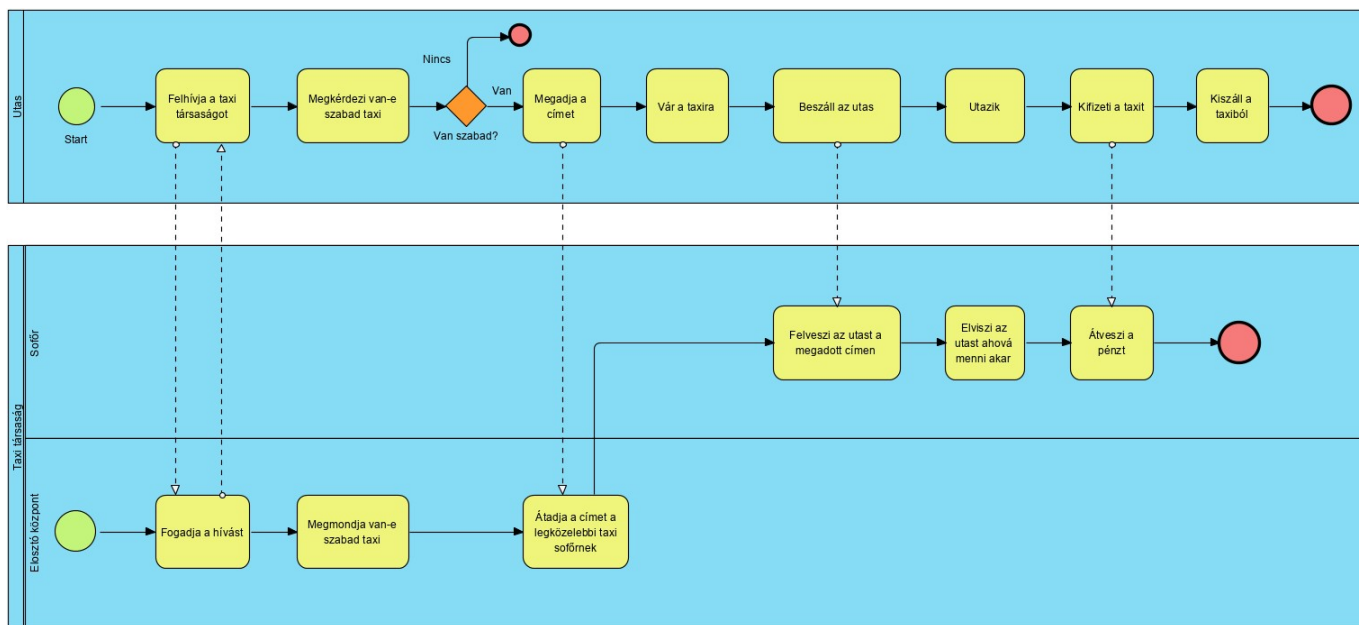 Utas
Start
Felhívja a taxi
társaságot
Megkérdezi van-e
szabad taxi
Nincs
Van
Van szabad?
Megadja a
címet
Vár a taxira
Beszáll az utas
Utazik
Kifizeti a taxit
Kiszáll a
taxiból
Taxi társaság
Sofőr
Felveszi az utast a
megadott címen
Elviszi az
utast ahová
menni akar
Átveszi a
pénzt
Elosztó központ
Fogadja a hívást
Megmondja van-e
szabad taxi
Átadja a címet a
legközelebbi taxi
sofőrnek